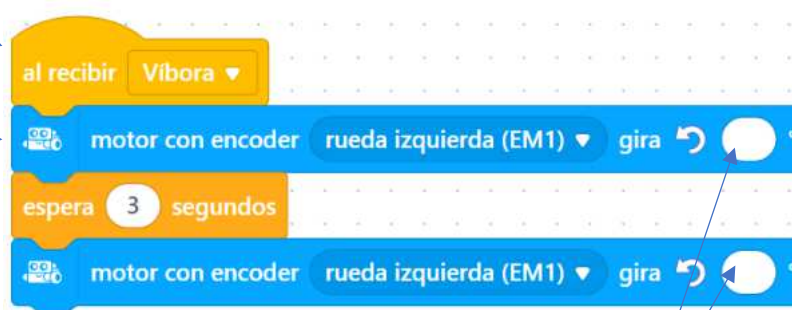 al recibir Víbora
motor con encoder rueda izquierda (EM1) gira °
espera 3 segundos
motor con encoder rueda izquierda (EM1) gira °